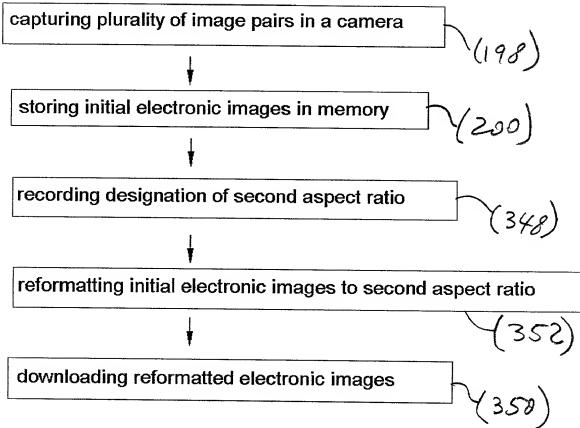 capturing plurality of image pairs in a camera
(198)
storing initial electronic images in memory
(200)
recording designation of second aspect ratio
(348)
reformatting initial electronic images to second aspect ratio
(352)
downloading reformatted electronic images
(350)